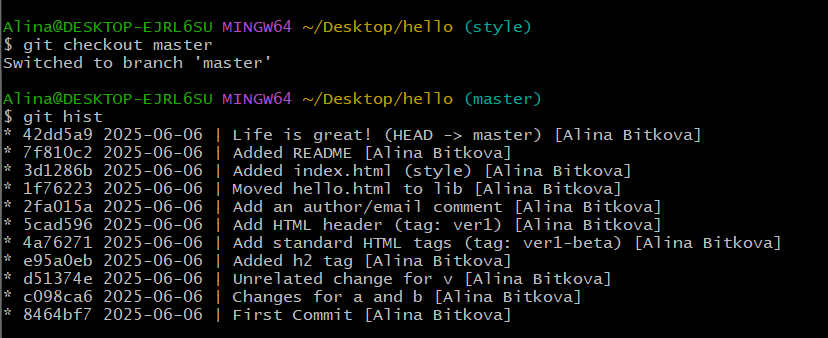 Alina@DESKTOP-EJRL6SU MINGW64 ~/Desktop/hello (style)
$ git checkout master
Switched to branch 'master'
Alina@DESKTOP-EJRL6SU MINGW64 ~/Desktop/hello (master)
$ git hist
* 42dd5a9 2025-06-06 | Life is great! (HEAD -> master) [Alina Bitkova]
* 7f810c2 2025-06-06 | Added README [Alina Bitkova]
* 3d1286b 2025-06-06 | Added index.html (style) [Alina Bitkova]
* 1f76223 2025-06-06 | Moved hello.html to lib [Alina Bitkova]
* 2fa015a 2025-06-06 | Add an author/email comment [Alina Bitkova]
* 5cad596 2025-06-06 | Add HTML header (tag: ver1) [Alina Bitkova]
* 4a76271 2025-06-06 | Add standard HTML tags (tag: ver1-beta) [Alina Bitkova]
* e95a0eb 2025-06-06 | Added h2 tag [Alina Bitkova]
* d51374e 2025-06-06 | Unrelated change for v [Alina Bitkova]
* c098ca6 2025-06-06 | Changes for a and b [Alina Bitkova]
* 8464bf7 2025-06-06 | First Commit [Alina Bitkova]